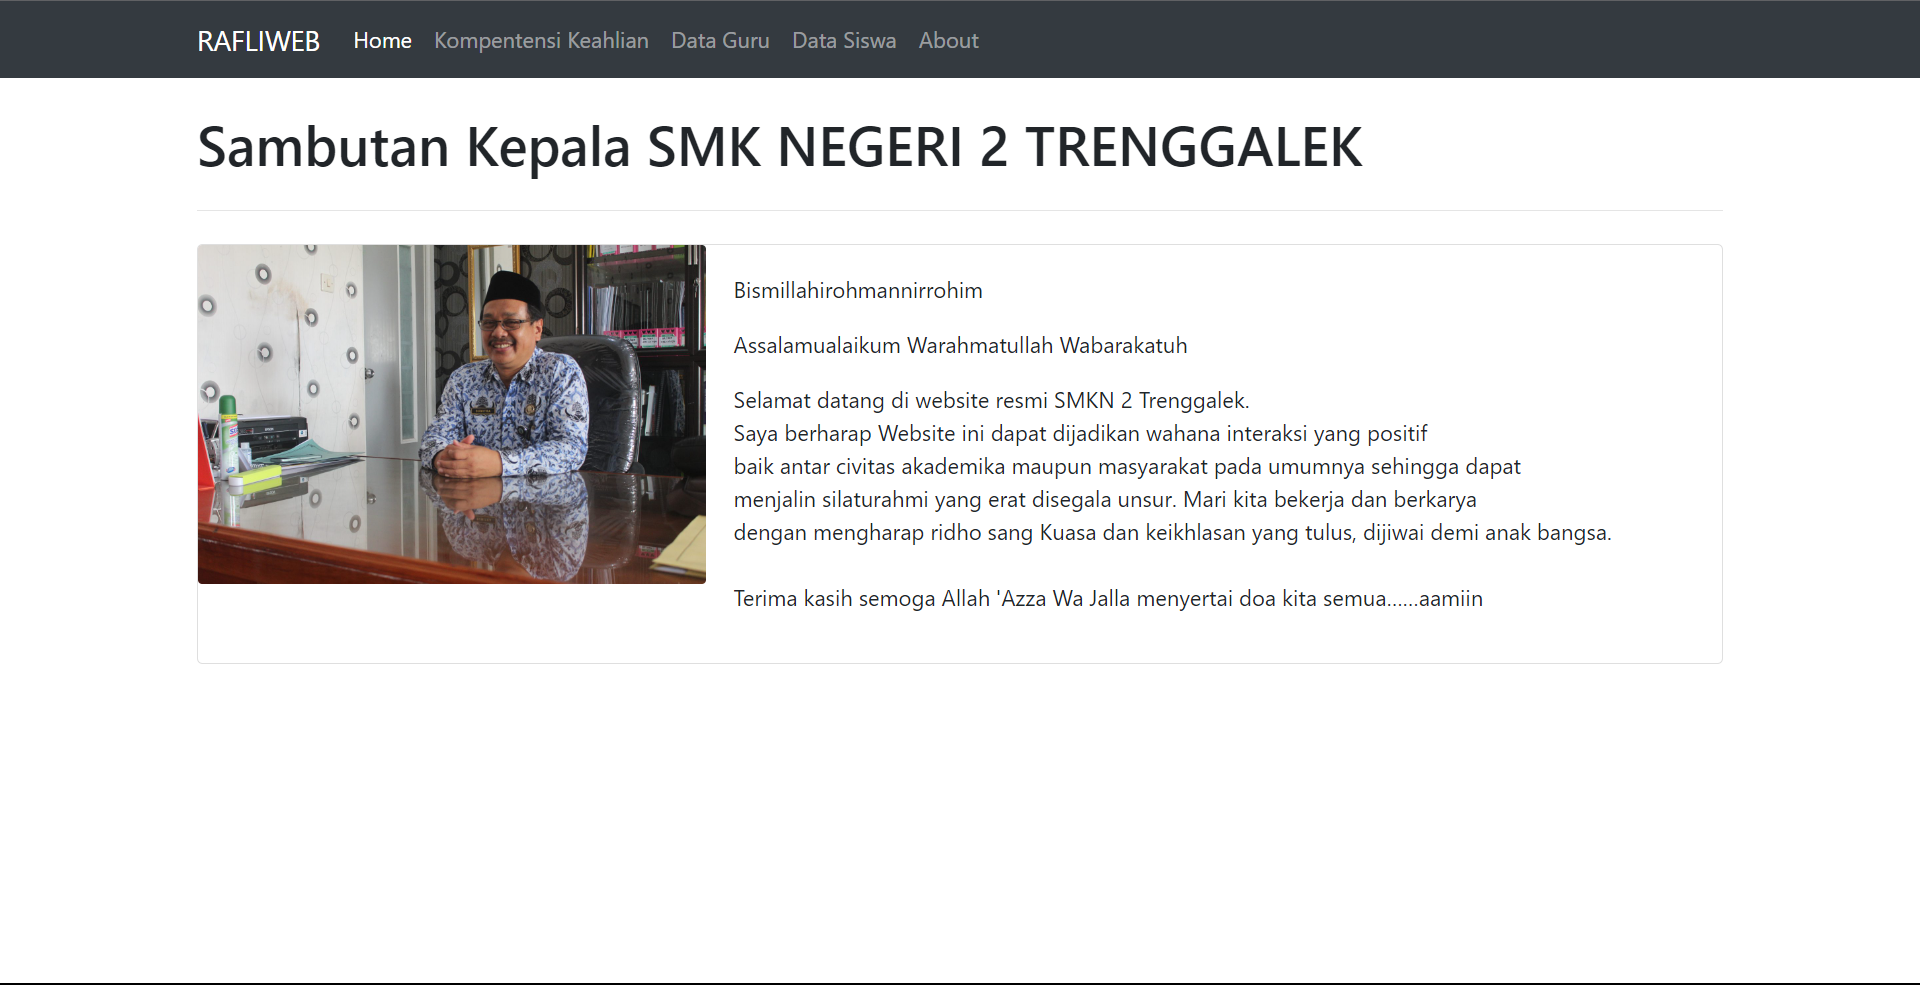 RAFLIWEB Home Kompentensi Keahlian Data Guru Data Siswa About
Sambutan Kepala SMK NEGERI 2 TRENGGALEK
Bismillahirohmannirrohim
Assalamualaikum Warahmatullah Wabarakatuh
Selamat datang di website resmi SMKN 2 Trenggalek.
Saya berharap Website ini dapat dijadikan wahana interaksi yang positif
baik antar civitas akademika maupun masyarakat pada umumnya sehingga dapat
menjalin silaturahmi yang erat disegala unsur. Mari kita bekerja dan berkarya
dengan mengharap ridho sang Kuasa dan keikhlasan yang tulus, dijiwai demi anak bangsa.
Terima kasih semoga Allah 'Azza Wa Jalla menyertai doa kita semua......aamiin